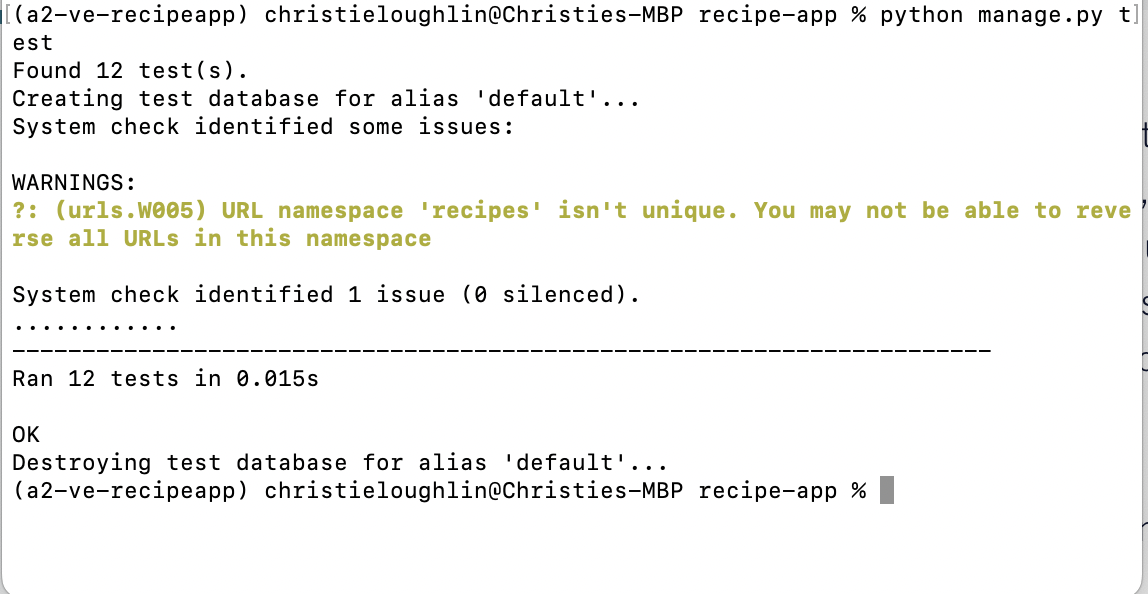 [(a2-ve-recipeapp) christieloughlin@Christies-MBP recipe-app % python manage.py t]
est
Found 12 test(s).
Creating test database for alias 'default'...
System check identified some issues:
WARNINGS:
?: (urls.W005) URL namespace 'recipes' isn't unique. You may not be able to reve
rse all URLs in this namespace
System check identified 1 issue (0 silenced).
............
----------------------------------------------------------------------
Ran 12 tests in 0.015s
OK
Destroying test database for alias 'default'...
(a2-ve-recipeapp) christieloughlin@Christies-MBP recipe-app %